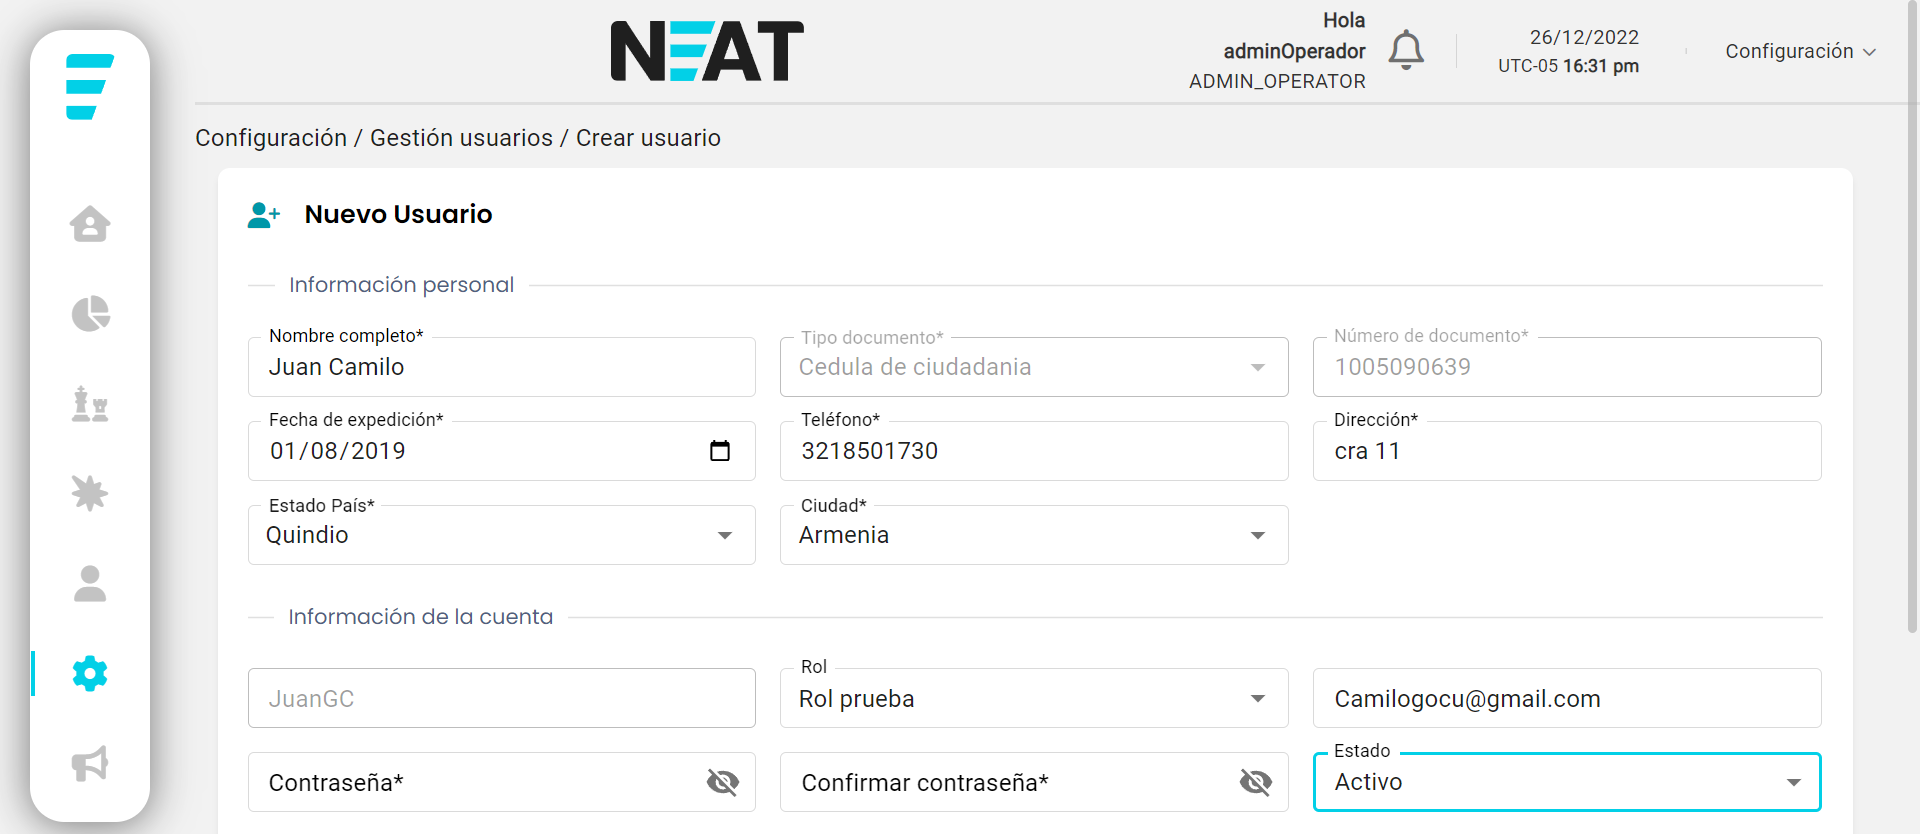 NEAT
Hola
adminOperador
ADMIN_OPERATOR
26/12/2022
UTC-05 16:31 pm
Configuración
Configuración / Gestión usuarios / Crear usuario
Nuevo Usuario
Información personal
Nombre completo*
Juan Camilo
Tipo documento*
Cedula de ciudadania
Número de documento*
1005090639
Fecha de expedición*
01/08/2019
Teléfono*
3218501730
Dirección*
cra 11
Estado País*
Quindio
Ciudad*
Armenia
Información de la cuenta
JuanGC
Rol
Rol prueba
Camilogocu@gmail.com
Contraseña*
Confirmar contraseña*
Estado
Activo